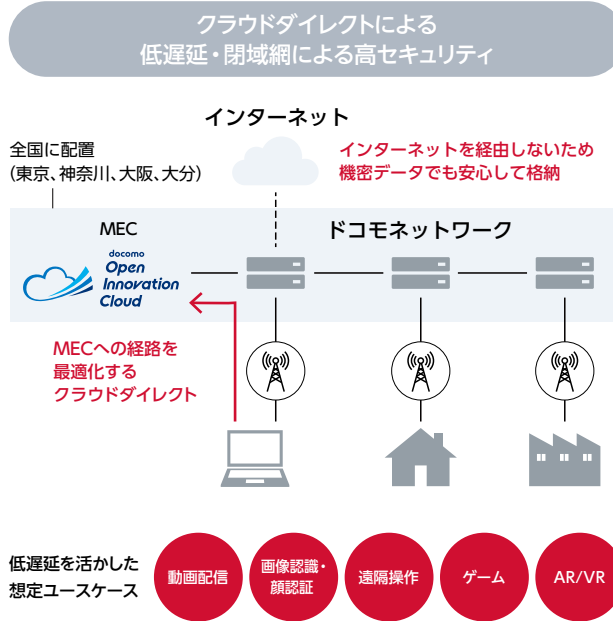 クラウドダイレクトによる
低遅延・閉域網による高セキュリティ
インターネット
全国に配置
(東京、神奈川、大阪、大分)
インターネットを経由しないため
機密データでも安心して格納
MEC
ドコモネットワーク
docomo
Open
Innovation
Cloud
MECへの経路を
最適化する
クラウドダイレクト
低遅延を活かした
想定ユースケース
動画配信
画像認識・
顔認証
遠隔操作
ゲーム
AR/VR